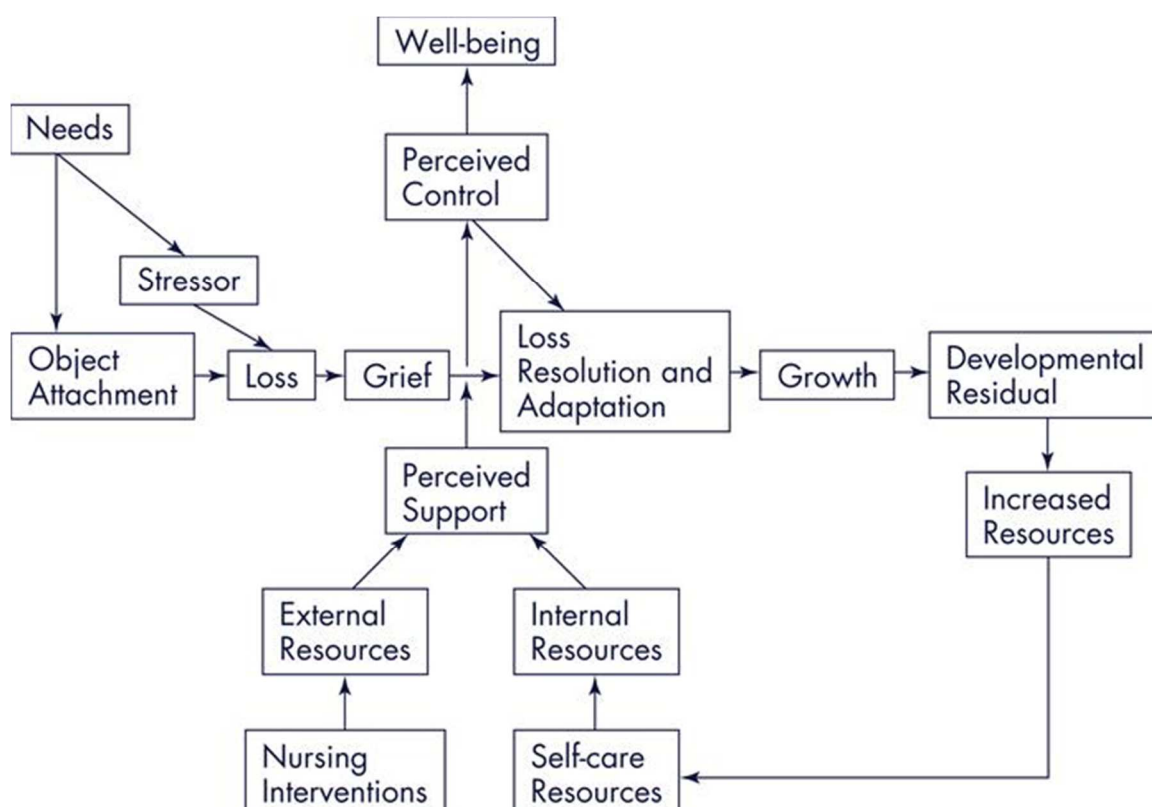 Well-being
Needs
Perceived
Control
Stressor
Object
Attachment
Loss
Grief
Loss
Resolution and
Adaptation
Growth
Developmental
Residual
Perceived
Support
Increased
Resources
External
Resources
Internal
Resources
Nursing
Interventions
Self-care
Resources